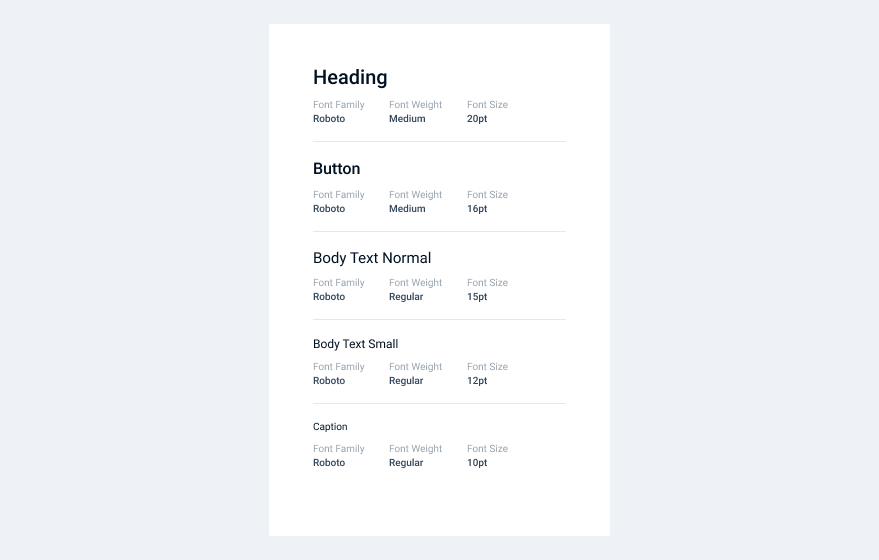 Heading
Font Family Font Weight Font Size
Roboto Medium 20pt
Button
Font Family Font Weight Font Size
Roboto Medium 16pt
Body Text Normal
Font Family Font Weight Font Size
Roboto Regular 15pt
Body Text Small
Font Family Font Weight Font Size
Roboto Regular 12pt
Caption
Font Family Font Weight Font Size
Roboto Regular 10pt